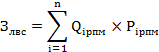 Злвс = n ∑ i=1 Qiрпм × Piрпм